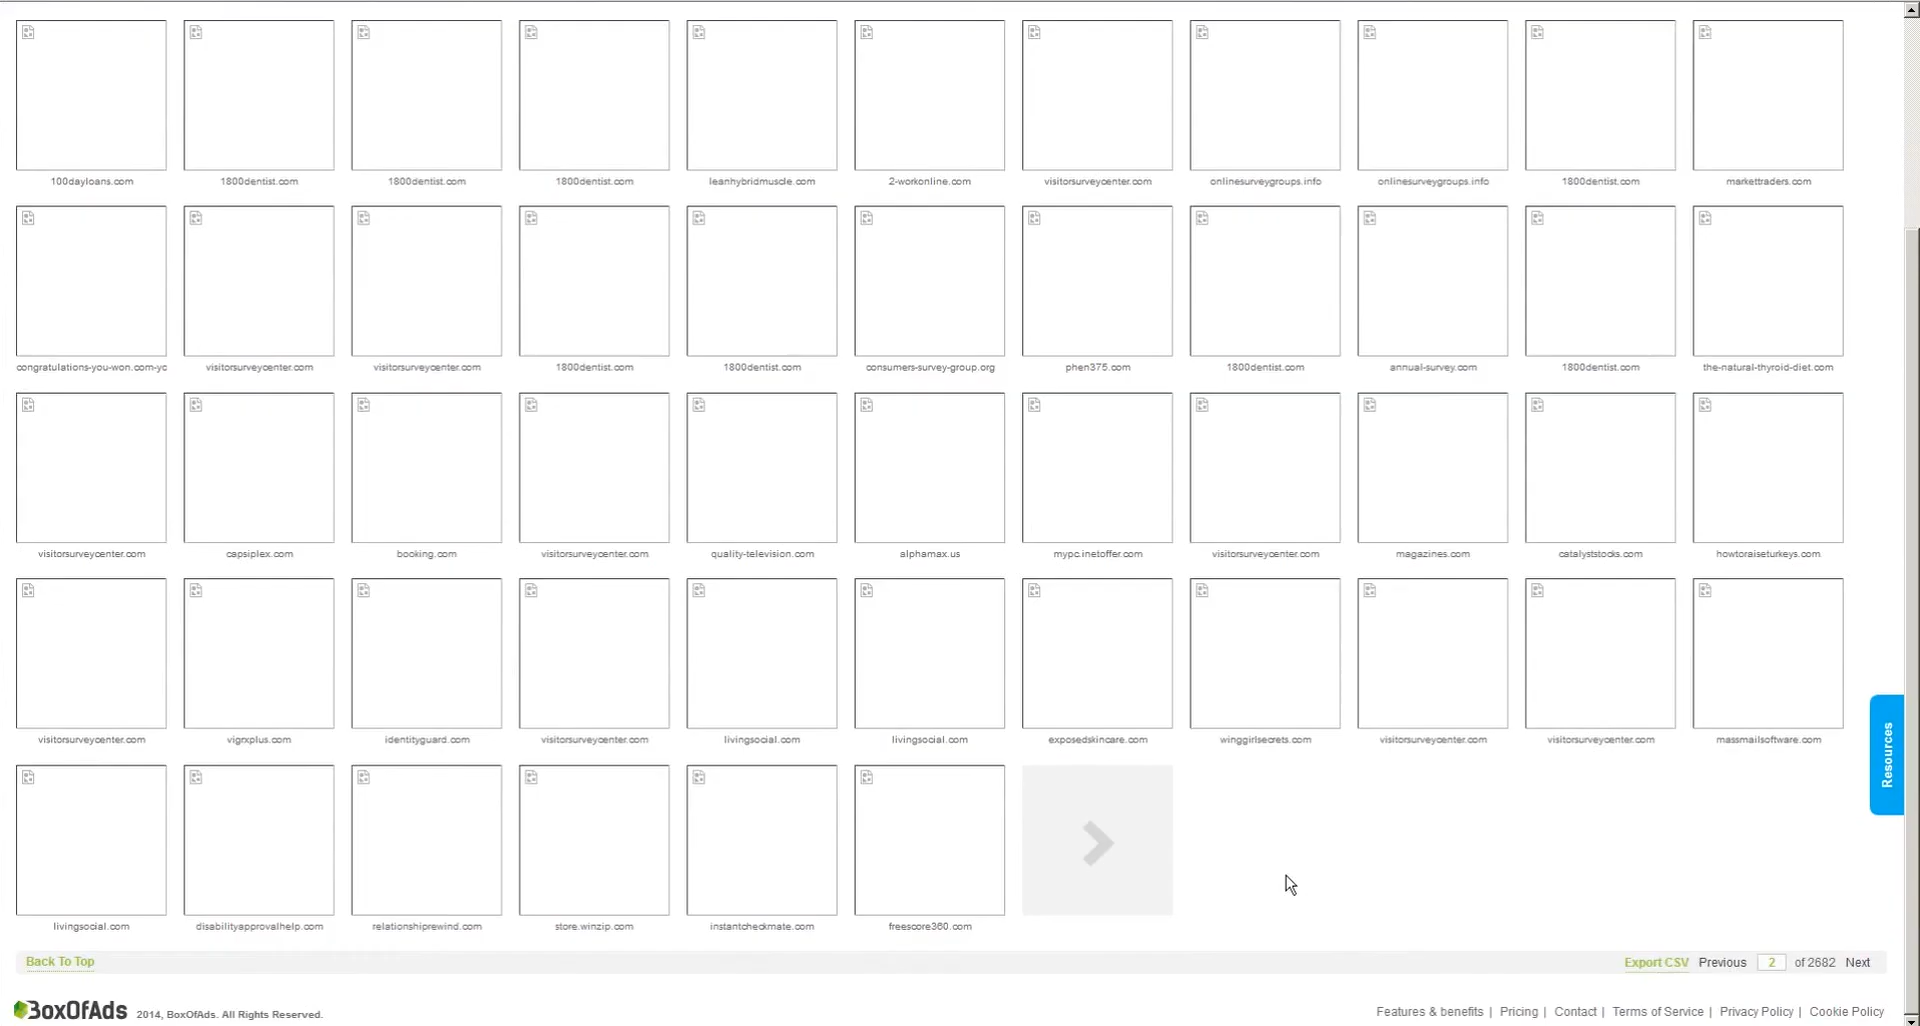 100dayloans.com 1800dentist.com 1800dentist.com 1800dentist.com leanhybridmuscle.com 2-workonline.com visitorsurveycenter.com onlinesurveygroups.info onlinesurveygroups.info 1800dentist.com markettraders.com
congratulations-you-won.com-yc visitorsurveycenter.com visitorsurveycenter.com 1800dentist.com 1800dentist.com consumers-survey-group.org phen375.com 1800dentist.com annual-survey.com 1800dentist.com the-natural-thyroid-diet.com
visitorsurveycenter.com capsiplex.com booking.com visitorsurveycenter.com quality-television.com alphamax.us mypc.inetoffer.com visitorsurveycenter.com magazines.com catalyststocks.com howtoraiseturkeys.com
visitorsurveycenter.com vigrxplus.com identityguard.com visitorsurveycenter.com livingsocial.com livingsocial.com exposedskincare.com winggirlsecrets.com visitorsurveycenter.com visitorsurveycenter.com massmailsoftware.com
Resources
livingsocial.com disabilityapprovalhelp.com relationshiprewind.com store.winzip.com instantcheckmate.com freescore360.com
Back To Top Export CSV Previous 2 of 2682 Next
BoxOfAds 2014, BoxOfAds. All Rights Reserved. Features & benefits | Pricing | Contact | Terms of Service | Privacy Policy | Cookie Policy